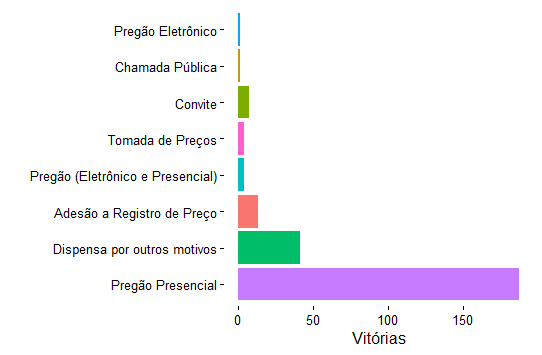 Pregão Eletrônico
Chamada Pública
Convite
Tomada de Preços
Pregão (Eletrônico e Presencial)
Adesão a Registro de Preço
Dispensa por outros motivos
Pregão Presencial
0 50 100 150
Vitórias